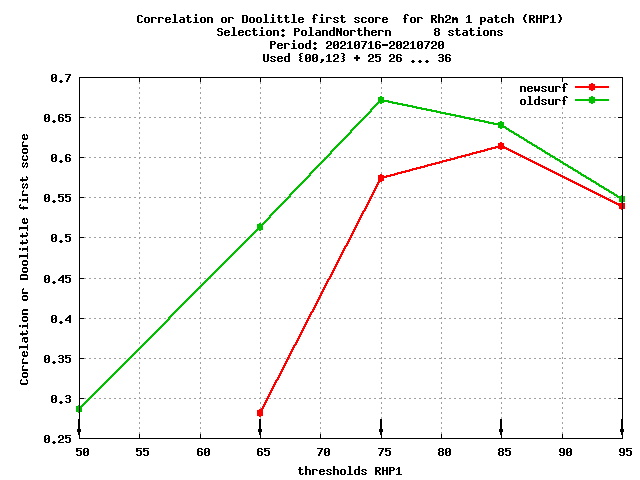 Correlation or Doolittle first score  for Rh2m 1 patch (RHP1)
Selection: PolandNorthern      8 stations
Period: 20210716-20210720
Used {00,12} + 25 26 ... 36
newsurf
oldsurf
Correlation or Doolittle first score
0.7
0.65
0.6
0.55
0.5
0.45
0.4
0.35
0.3
0.25
50 55 60 65 70 75 80 85 90 95
thresholds RHP1